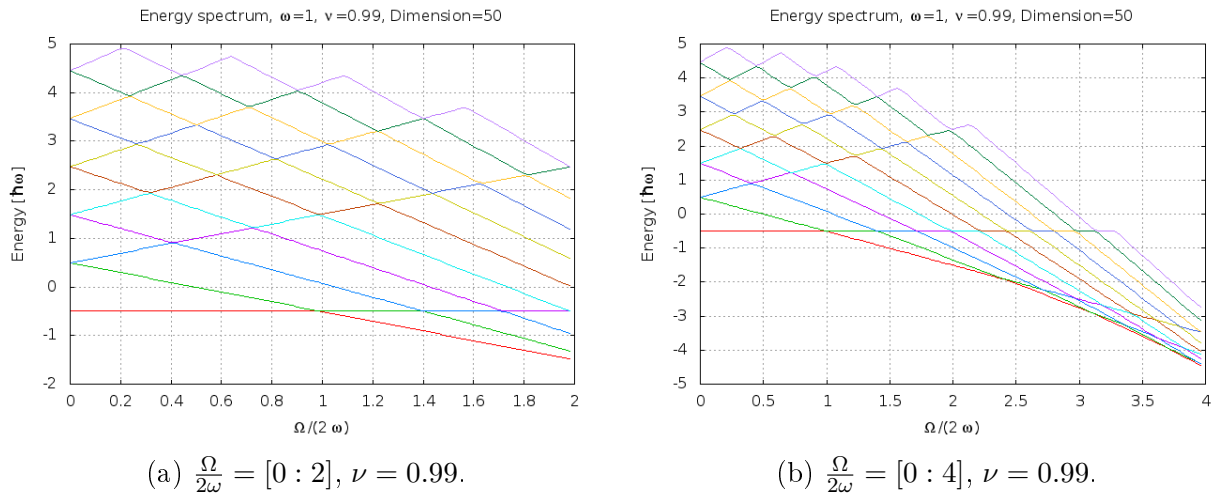 Energy spectrum, ω=1, ν=0.99, Dimension=50
5
4
3
2
1
0
-1
-2
Energy [ħω]
0 0.2 0.4 0.6 0.8 1 1.2 1.4 1.6 1.8 2
Ω/(2 ω)
(a) Ω/2ω = [0 : 2], ν = 0.99.
Energy spectrum, ω=1, ν=0.99, Dimension=50
5
4
3
2
1
0
-1
-2
-3
-4
-5
Energy [ħω]
0 0.5 1 1.5 2 2.5 3 3.5 4
Ω/(2 ω)
(b) Ω/2ω = [0 : 4], ν = 0.99.